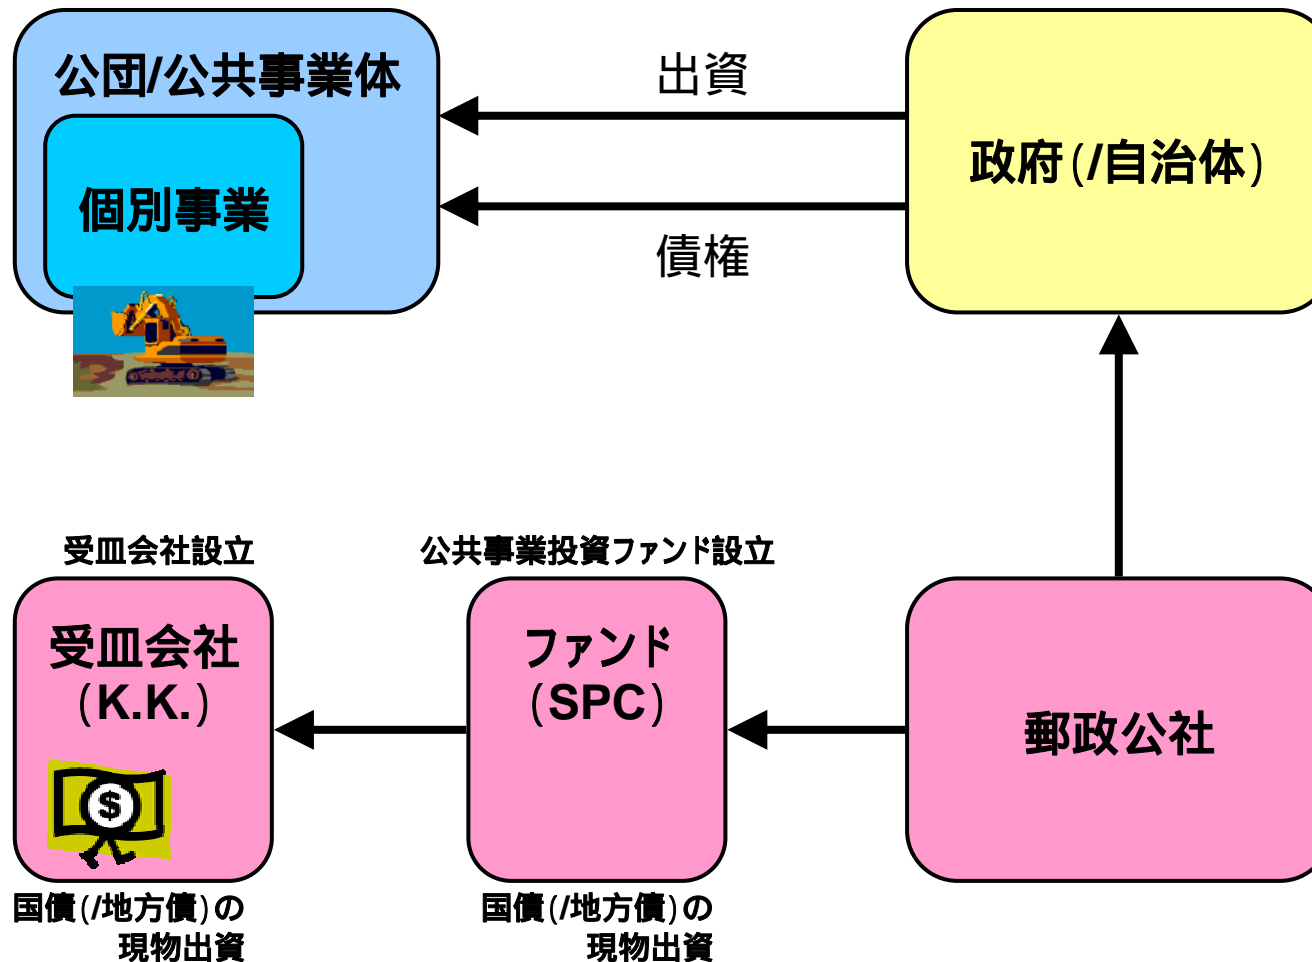 公団/公共事業体
出資
政府(/自治体)
個別事業
債権
受皿会社設立
公共事業投資ファンド設立
受皿会社
(K.K.)
ファンド
(SPC)
郵政公社
$
国債(/地方債)の
現物出資
国債(/地方債)の
現物出資